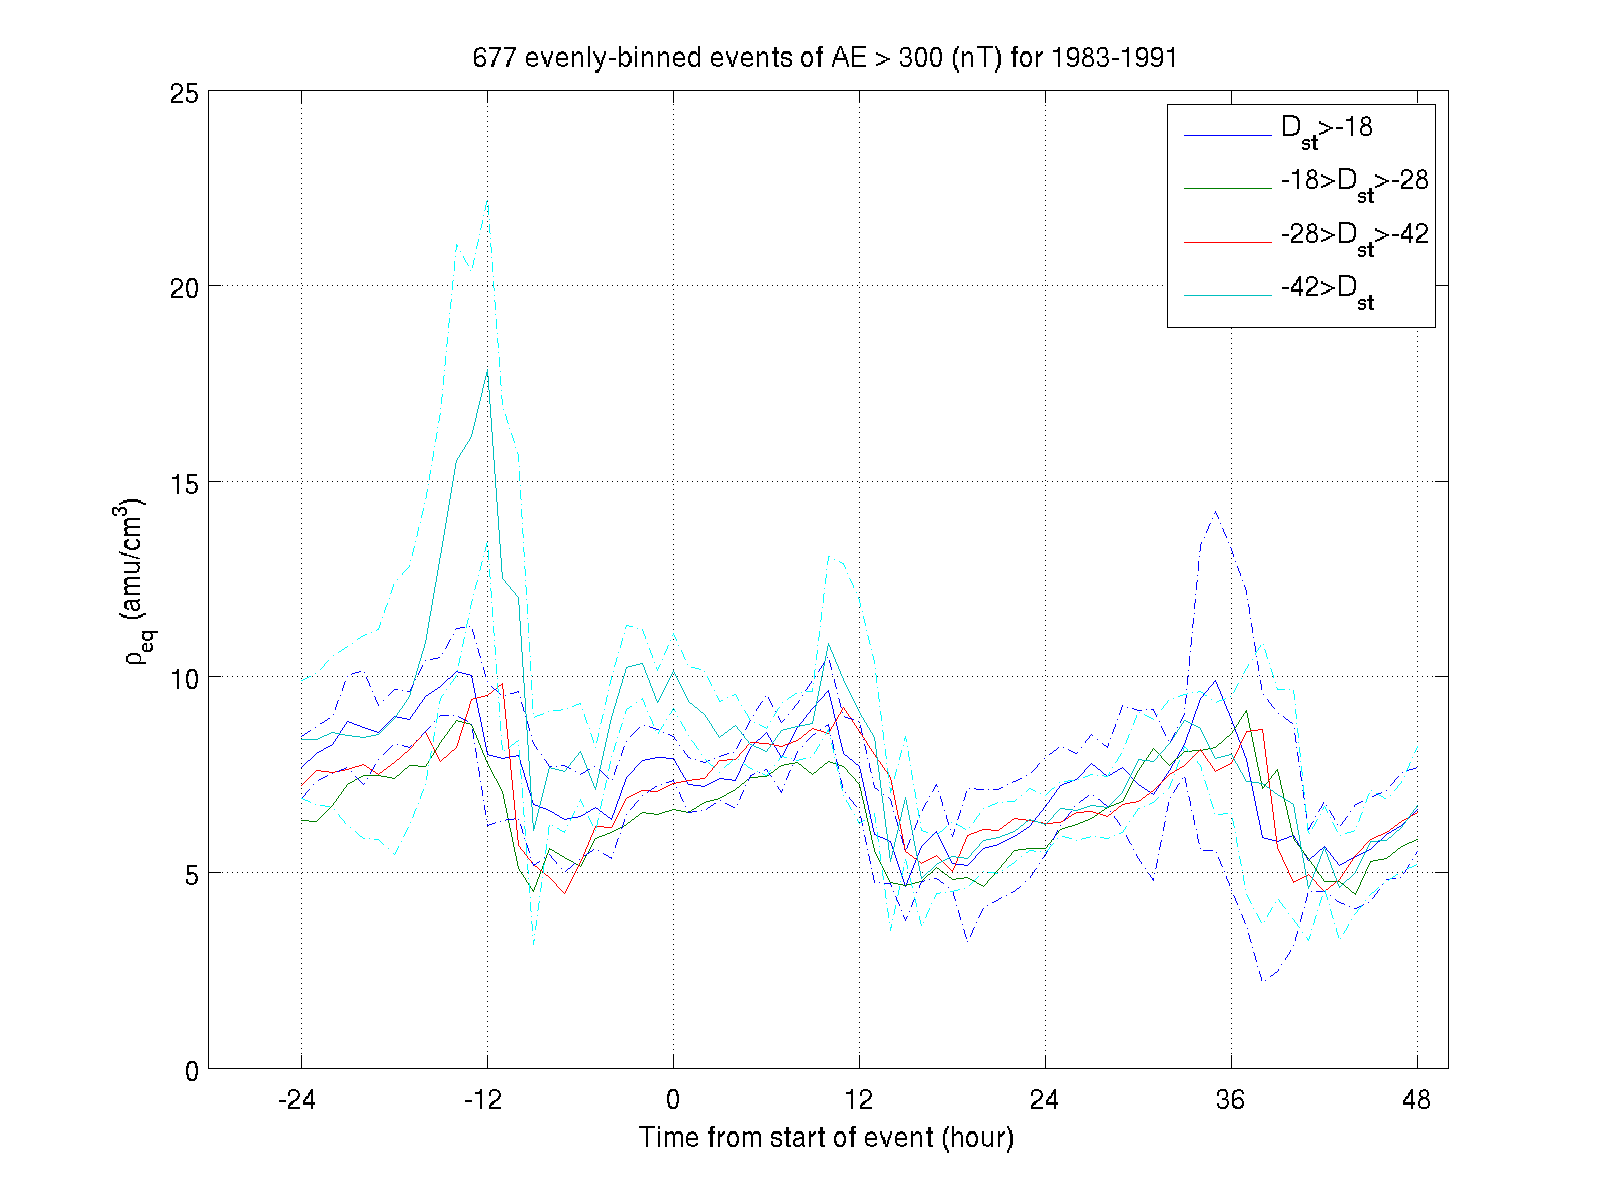 677 evenly-binned events of AE > 300 (nT) for 1983-1991
25
20
15
10
5
0
ρeq (amu/cm3)
Dst>-18
-18>Dst>-28
-28>Dst>-42
-42>Dst
-24 -12 0 12 24 36 48
Time from start of event (hour)